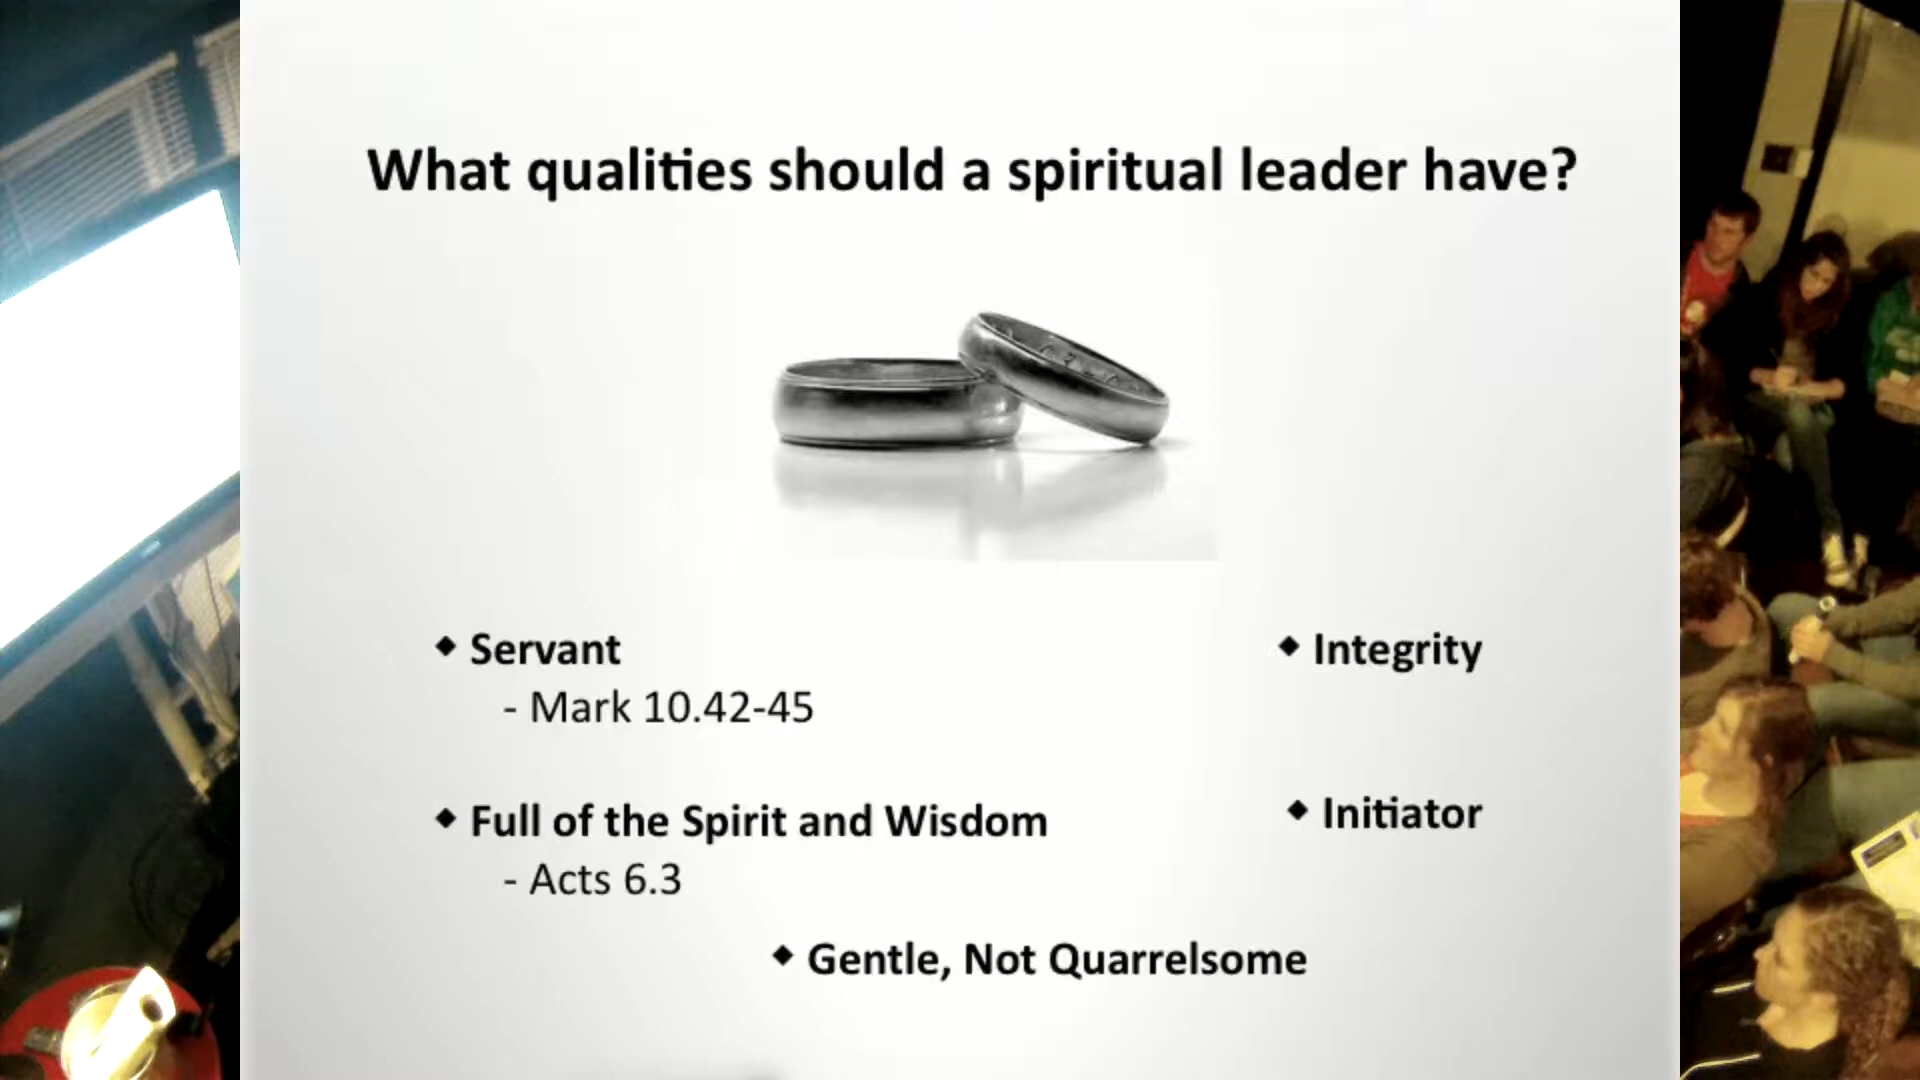 What qualities should a spiritual leader have?
◆ Servant
- Mark 10.42-45
◆ Full of the Spirit and Wisdom
- Acts 6.3
◆ Integrity
◆ Initiator
◆ Gentle, Not Quarrelsome